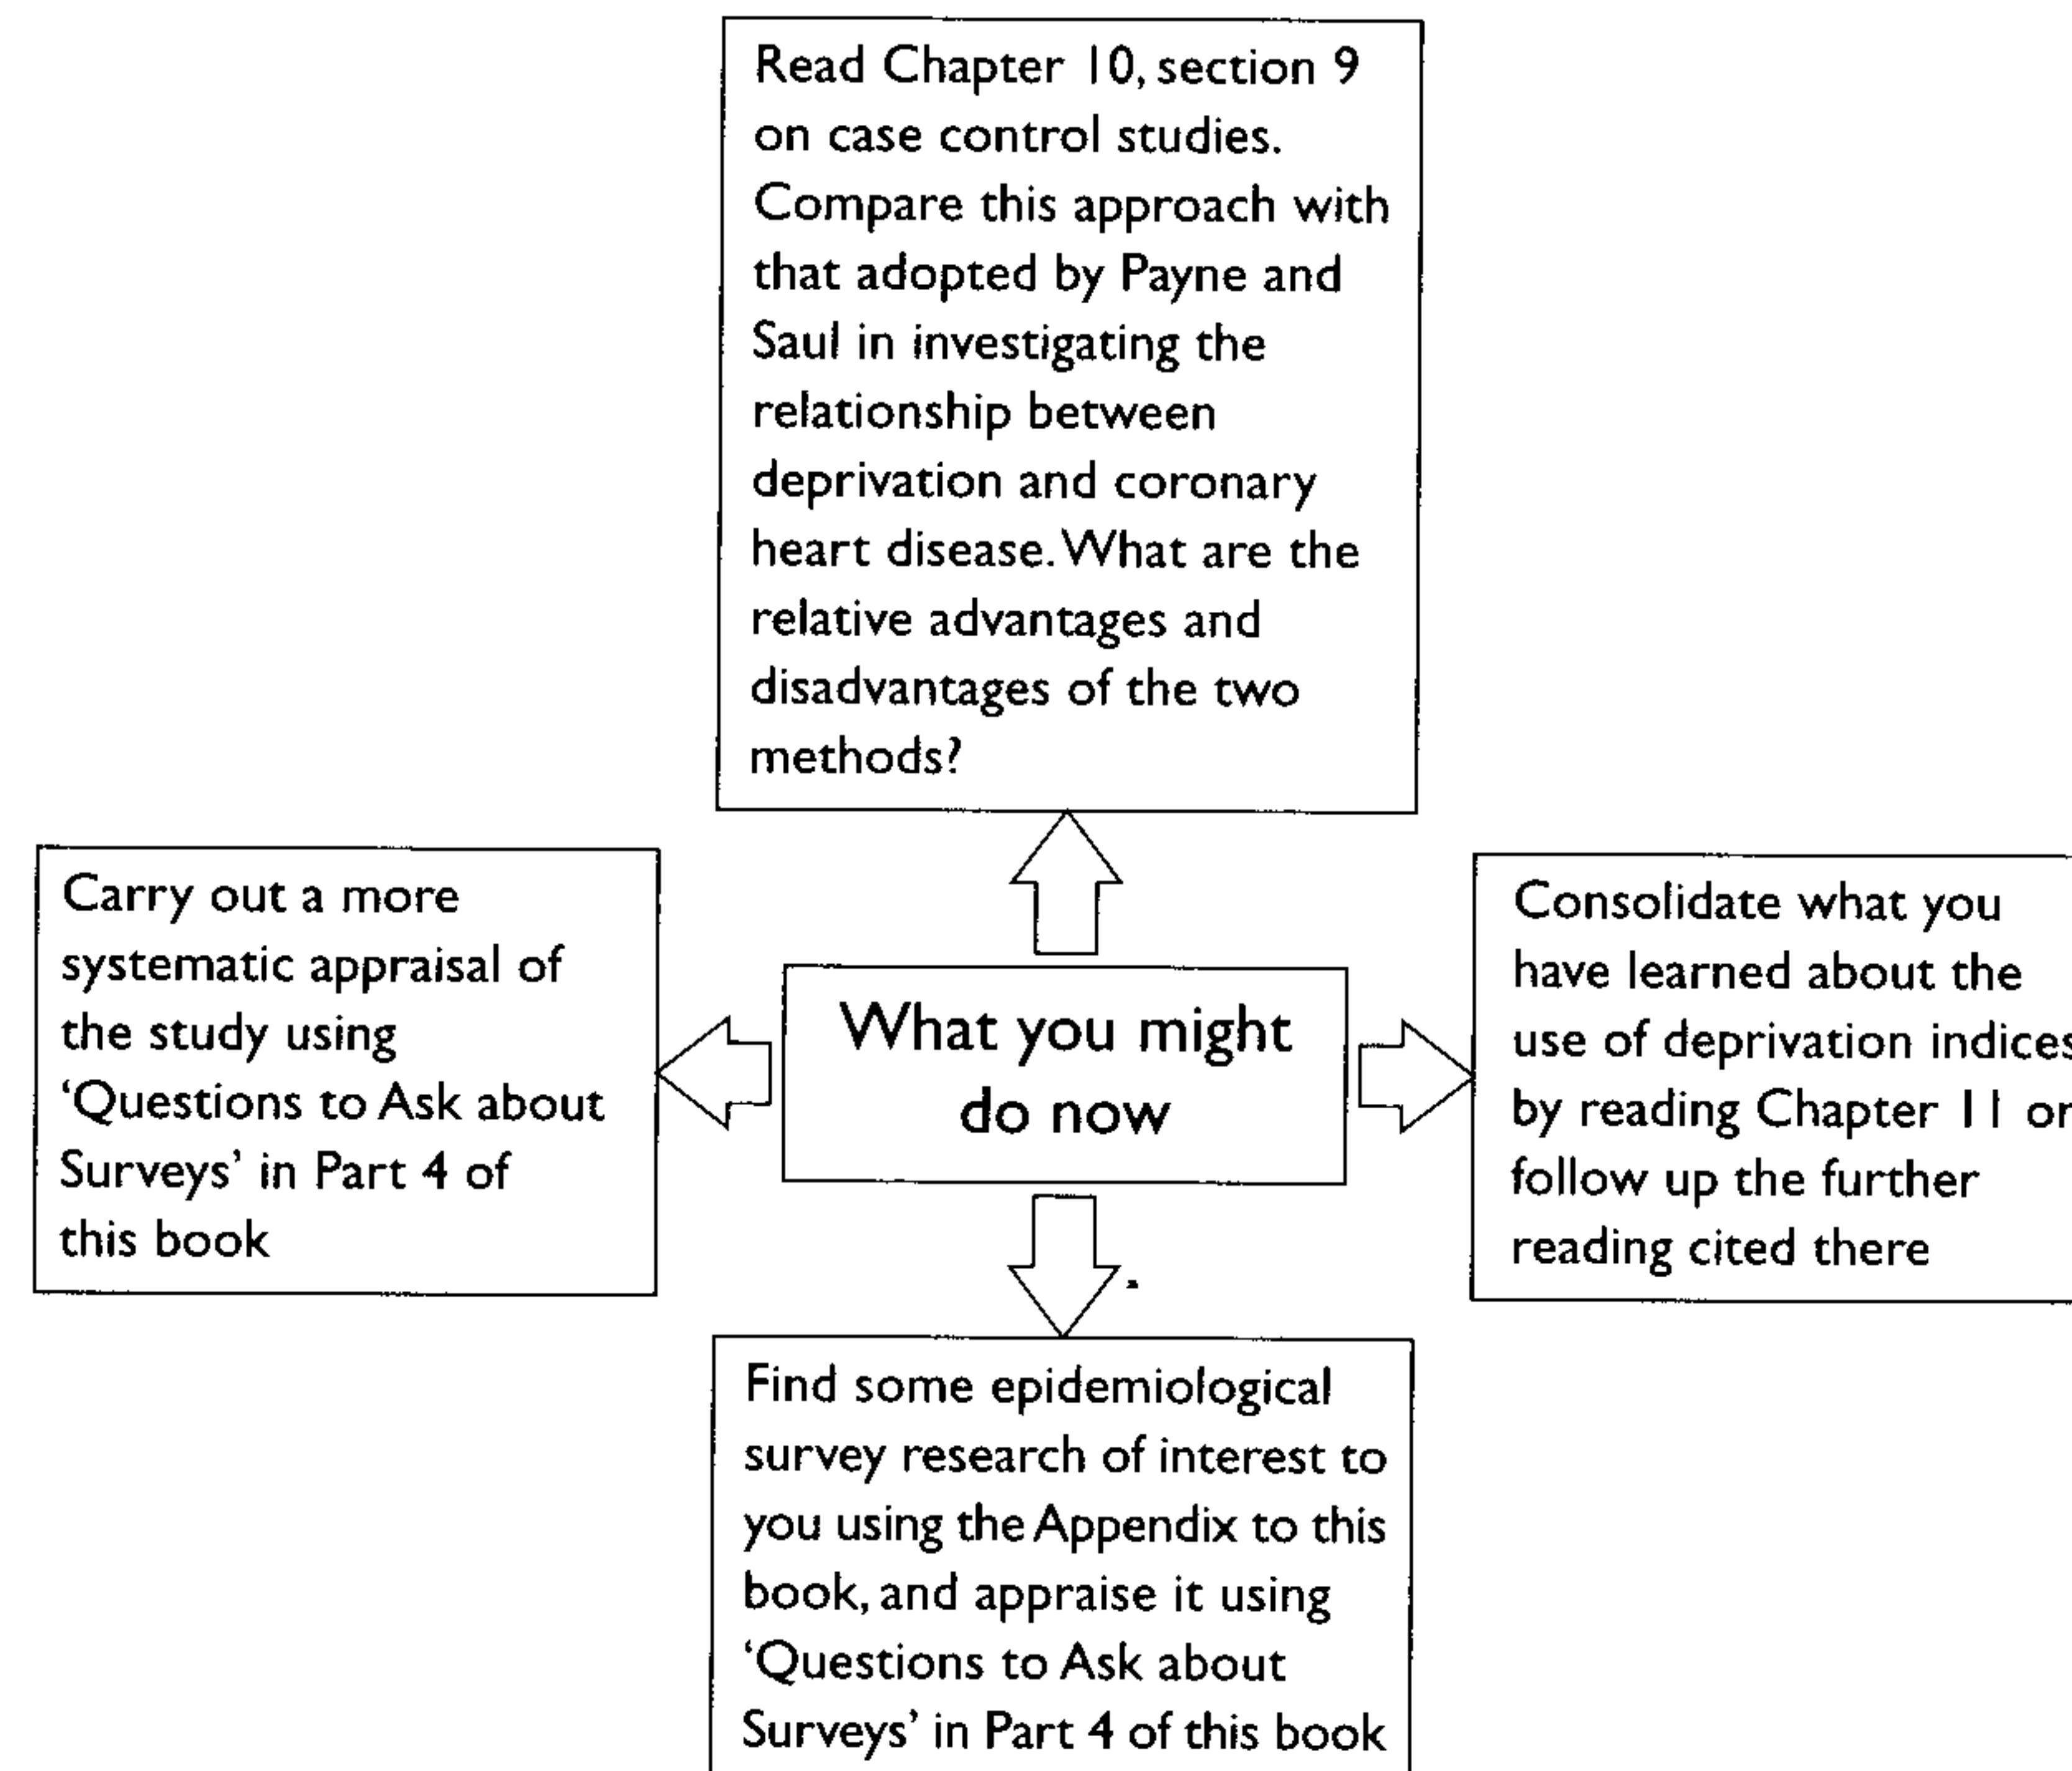 Read Chapter 10, section 9
on case control studies.
Compare this approach with
that adopted by Payne and
Saul in investigating the
relationship between
deprivation and coronary
heart disease. What are the
relative advantages and
disadvantages of the two
methods?
Carry out a more
systematic appraisal of
the study using
‘Questions to Ask about
Surveys’ in Part 4 of
this book
What you might
do now
Consolidate what you
have learned about the
use of deprivation indices
by reading Chapter 11 or
follow up the further
reading cited there
Find some epidemiological
survey research of interest to
you using the Appendix to this
book, and appraise it using
‘Questions to Ask about
Surveys’ in Part 4 of this book